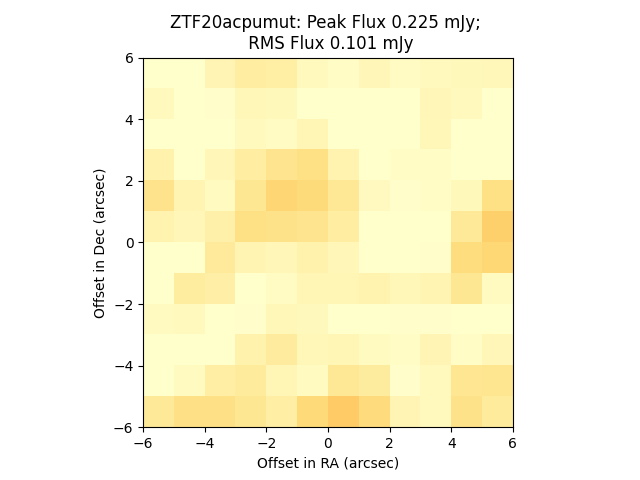 ZTF20acpumut: Peak Flux 0.225 mJy;
RMS Flux 0.101 mJy
6
4
2
0
−2
−4
−6
Offset in Dec (arcsec)
−6 −4 −2 0 2 4 6
Offset in RA (arcsec)